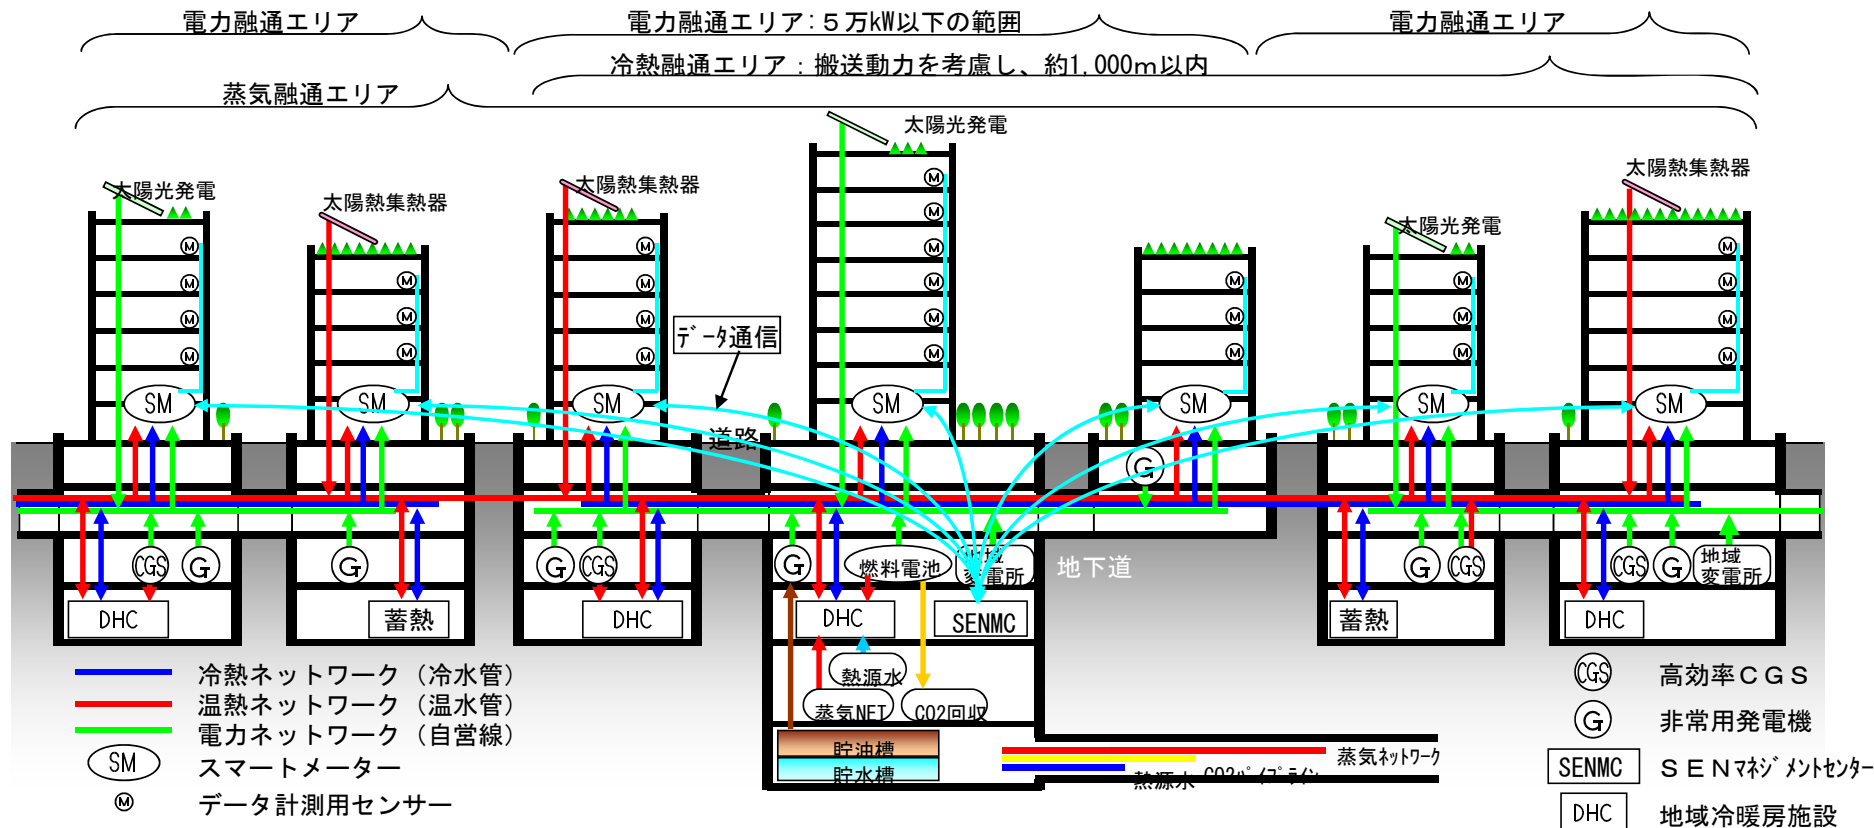 電力融通エリア
電力融通エリア：５万kW以下の範囲
電力融通エリア
冷熱融通エリア：搬送動力を考慮し、約1,000ｍ以内
蒸気融通エリア
太陽光発電
太陽光発電
太陽熱集熱器
太陽熱集熱器
太陽光発電
太陽熱集熱器
M M M M
M M M
M M M M
M M M M M
M M M
M M M
M M M M
データ通信
SM SM SM SM SM SM SM
道路
G
CGS G G G CGS G 燃料電池 地域変電所 G CGS CGS G 地域変電所
地下道
DHC 蓄熱 DHC DHC SENMC 蓄熱 DHC
熱源水
蒸気NET CO2回収
貯油槽
貯水槽
蒸気ネットワーク
CO2パイプライン
熱源水
冷熱ネットワーク（冷水管）
温熱ネットワーク（温水管）
電力ネットワーク（自営線）
SM スマートメーター
M データ計測用センサー
CGS 高効率ＣＧＳ
G 非常用発電機
SENMC ＳＥＮマネジメントセンター
DHC 地域冷暖房施設